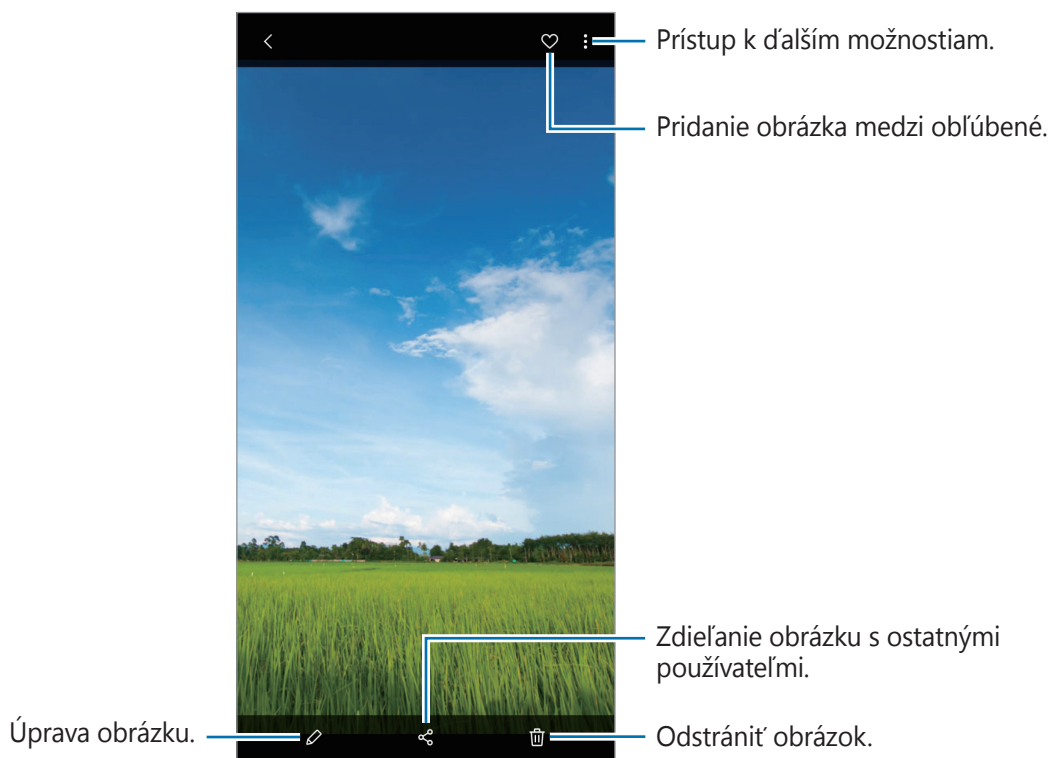 Prístup k ďalším možnostiam.
Pridanie obrázka medzi obľúbené.
Zdieľanie obrázku s ostatnými
používateľmi.
Úprava obrázku.
Odstrániť obrázok.